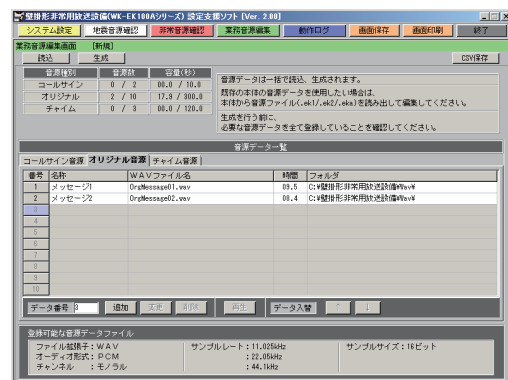 壁掛形非常用放送設備(WK-EK100Aシリーズ) 設定支援ソフト [Ver. 2.00]
システム設定 地震音源確認 非常音源確認 業務音源編集 動作ログ 画面保存 画面印刷 終了
業務音源編集画面 [新規]
読込 生成 CSV保存
音源種別 音源数 容量(秒)
コールサイン 0 / 2 00.0 / 10.0
オリジナル 2 / 10 17.9 / 300.0
チャイム 0 / 3 00.0 / 120.0
音源データは一括で読込、生成されます。
既存の本体の音源データを使用したい場合は、
本体から音源ファイル(.ek1/.ek2/.eka)を読み出して編集してください。
生成を行う前に、
必要な音源データを全て登録していることを確認してください。
音源データ一覧
コールサイン音源 オリジナル音源 チャイム音源
番号 名称 WAVファイル名 時間 フォルダ
1 メッセージ1 OrgMessage01.wav 09.5 C:¥壁掛形非常用放送設備¥Wav¥
2 メッセージ2 OrgMessage02.wav 08.4 C:¥壁掛形非常用放送設備¥Wav¥
3
4
5
6
7
8
9
10
データ番号 3 追加 変更 削除 再生 データ入替 ↑ ↓
登録可能な音源データファイル
ファイル拡張子：WAV サンプルレート：11.025kHz サンプルサイズ：16ビット
オーディオ形式：PCM ：22.05kHz
チャンネル ：モノラル ：44.1kHz